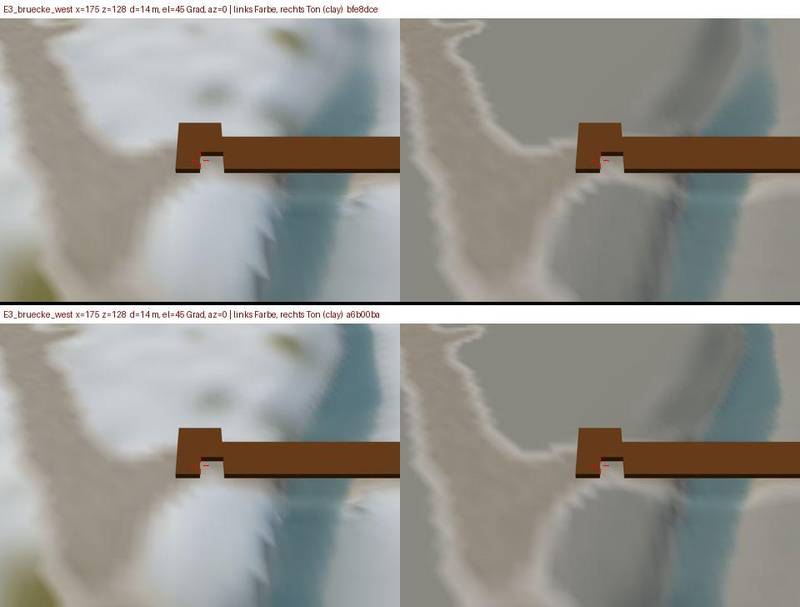 E3_bruecke_west x=175 z=128 d=14 m, el=45 Grad, az=0 | links Farbe, rechts Ton (clay) bfe8dce
E3_bruecke_west x=175 z=128 d=14 m, el=45 Grad, az=0 | links Farbe, rechts Ton (clay) a6b00ba